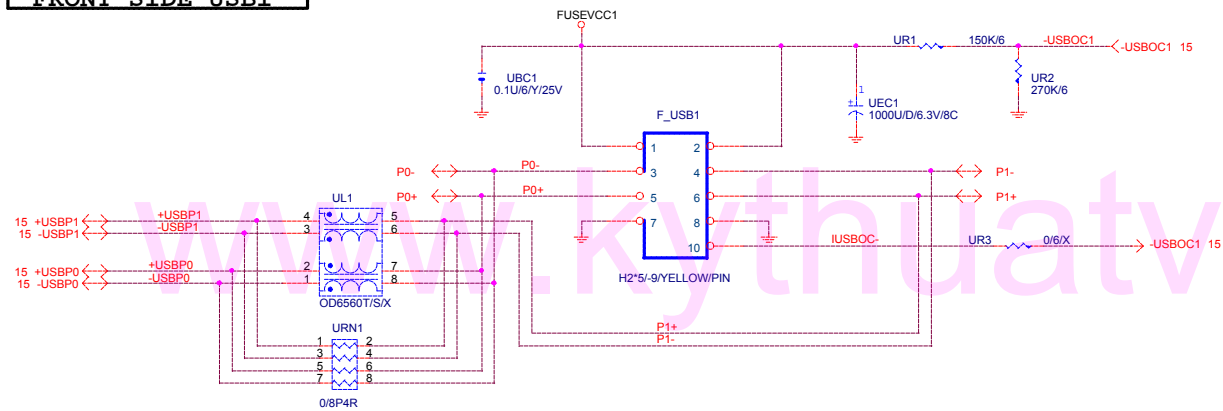 FRONT SIDE USB1
FUSEVCC1
UR1 150K/6 -USBOC1 -USBOC1 15
UBC1
0.1U/6/Y/25V
UR2
270K/6
1
+
UEC1
1000U/D/6.3V/8C
F_USB1
1 2
P0- P0- 3 4 P1-
P0+ P0+ 5 6 P1+
UL1
15 +USBP1 +USBP1 4 5
15 -USBP1 -USBP1 3 6
7 8
10 IUSBOC- UR3 0/6/X -USBOC1 15
15 +USBP0 +USBP0 2 7
15 -USBP0 -USBP0 1 8
H2*5/-9/YELLOW/PIN
OD6560T/S/X
URN1
P1+
P1-
1 2
3 4
5 6
7 8
0/8P4R
www.kythuatv